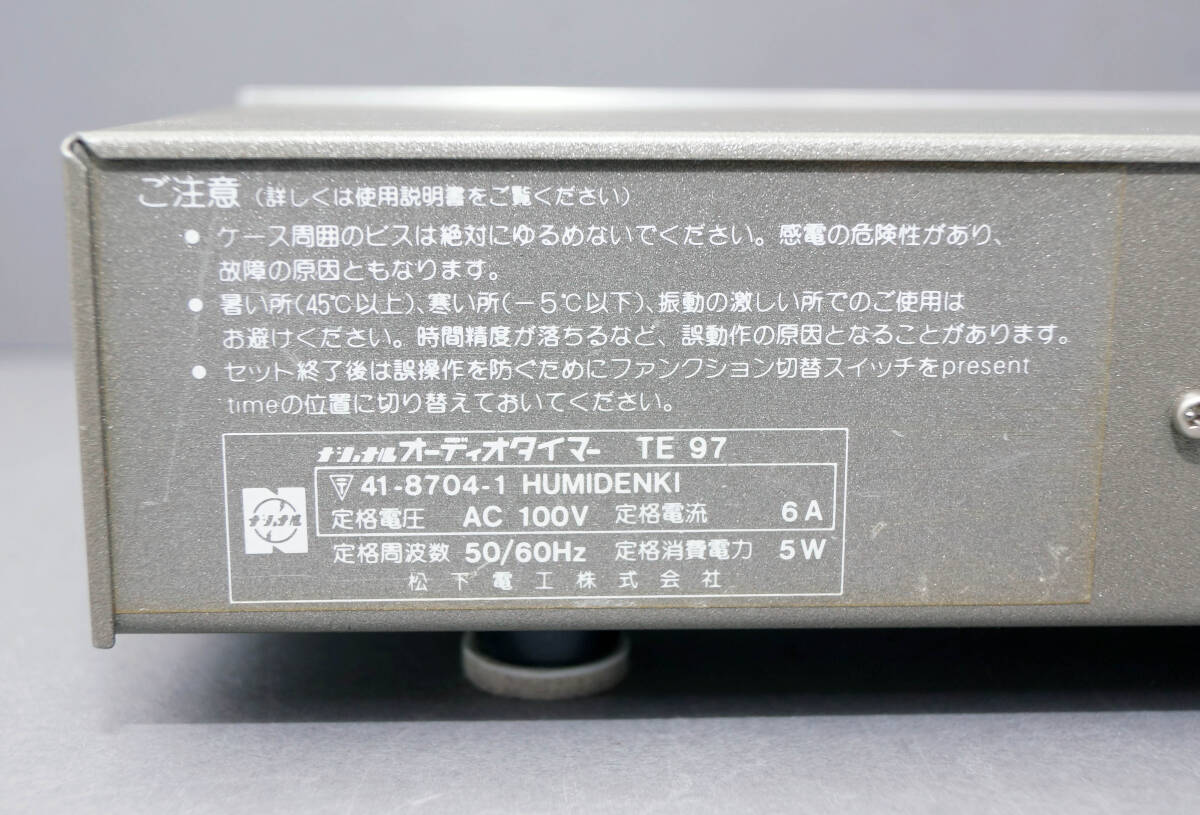 ご注意（詳しくは使用説明書をご覧ください）
● ケース周囲のビスは絶対にゆるめないでください。感電の危険性があり、
故障の原因ともなります。
● 暑い所(45℃以上)、寒い所(－5℃以下)、振動の激しい所でのご使用は
お避けください。時間精度が落ちるなど、誤動作の原因となることがあります。
● セット終了後は誤操作を防ぐためにファンクション切替スイッチをpresent
timeの位置に切り替えておいてください。
ナショナル オーディオタイマー TE 97
〒 41-8704-1 HUMIDENKI
ナショナル
定格電圧 AC 100V 定格電流 6A
定格周波数 50/60Hz 定格消費電力 5W
松下電工株式会社